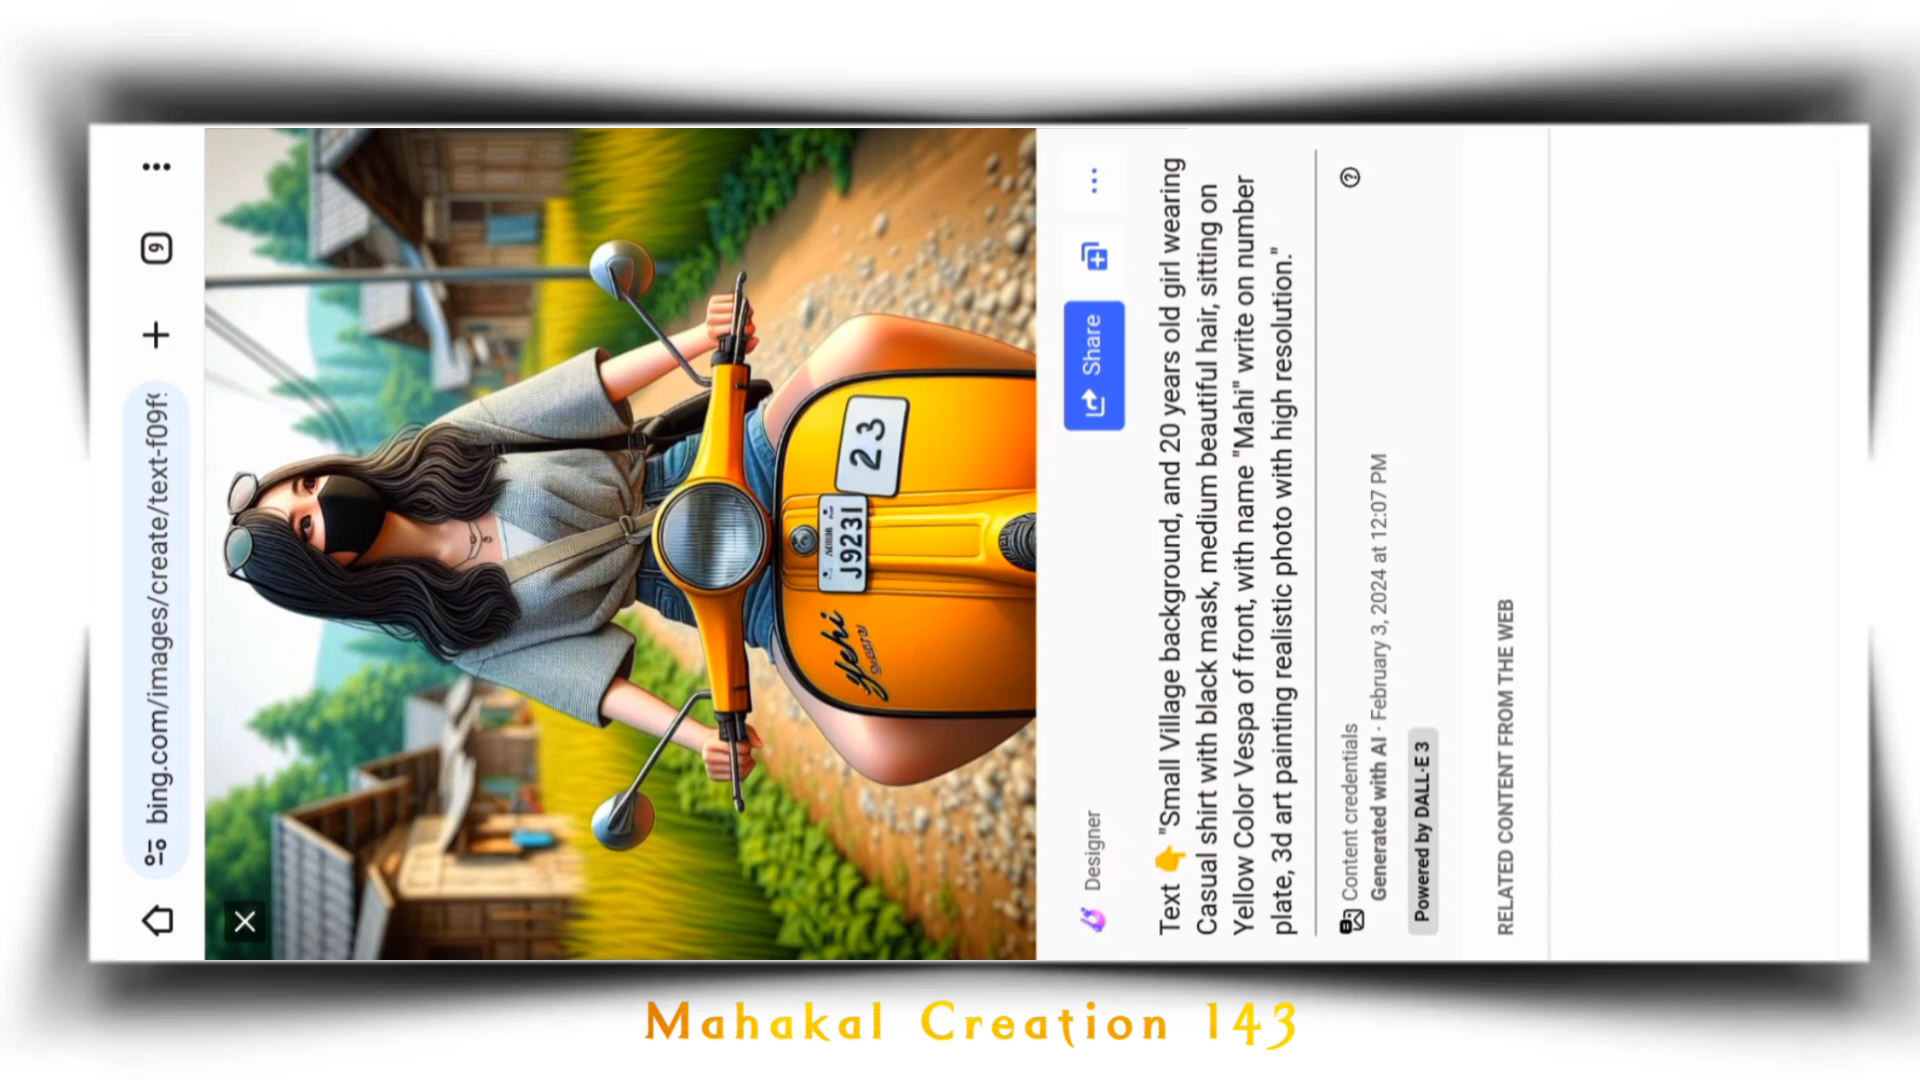 9
bing.com/images/create/text-f09f
J9231
23
Yehi
Designer
Share
Text 👇 "Small Village background, and 20 years old girl wearing
Casual shirt with black mask, medium beautiful hair, sitting on
Yellow Color Vespa of front, with name "Mahi" write on number
plate, 3d art painting realistic photo with high resolution."
Content credentials
Generated with AI · February 3, 2024 at 12:07 PM
Powered by DALL·E 3
RELATED CONTENT FROM THE WEB
Mahakal Creation 143